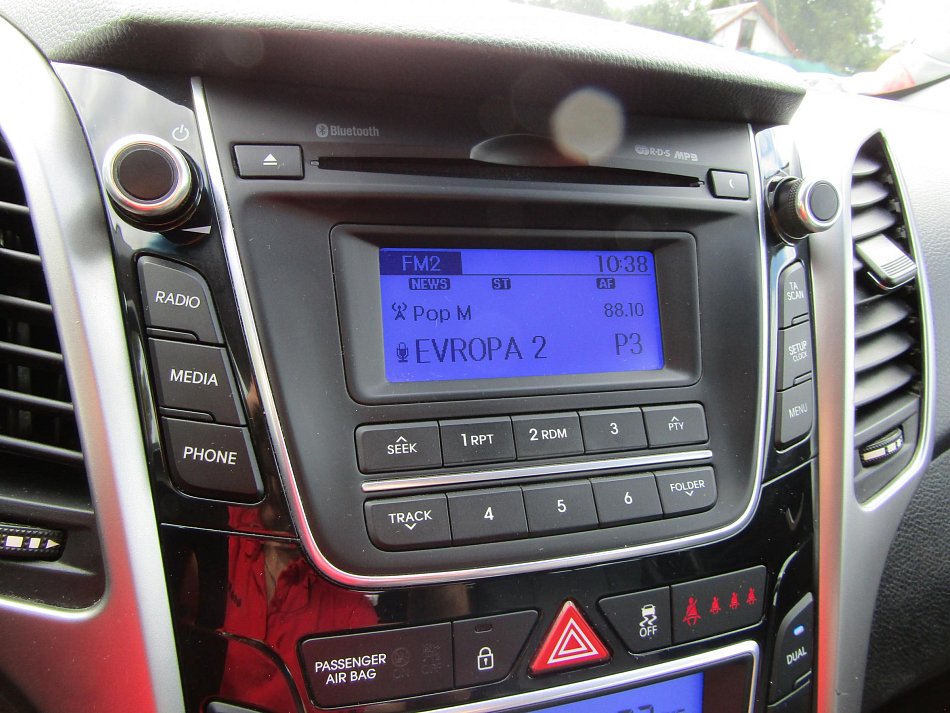 Bluetooth
R·D·S MP3
FM2 10:38
NEWS ST AF
Pop M 88.10
EVROPA 2 P3
RADIO
MEDIA
PHONE
TA
SCAN
SETUP
CLOCK
MENU
SEEK 1 RPT 2 RDM 3 PTY
TRACK 4 5 6 FOLDER
PASSENGER
AIR BAG
OFF
DUAL